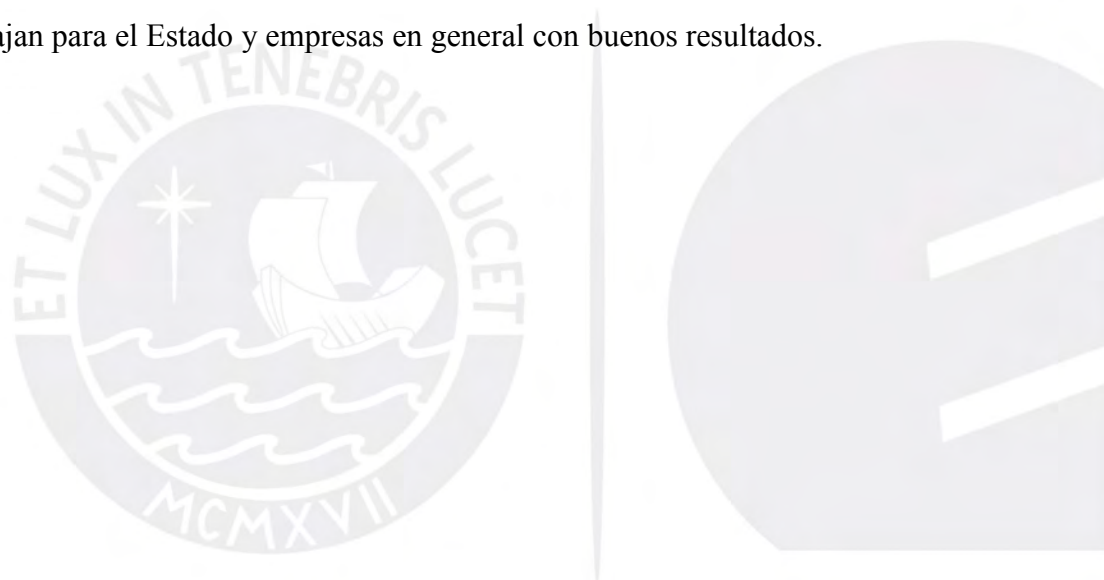 ajan para el Estado y empresas en general con buenos resultados.
ET LUX IN TENEBRIS LUCET
MCMXVII